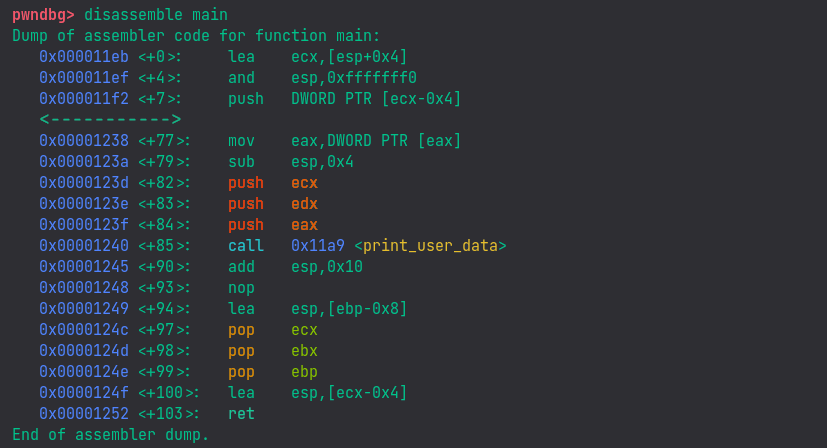 pwndbg> disassemble main
Dump of assembler code for function main:
0x000011eb <+0>: lea ecx,[esp+0x4]
0x000011ef <+4>: and esp,0xfffffff0
0x000011f2 <+7>: push DWORD PTR [ecx-0x4]
<----------->
0x00001238 <+77>: mov eax,DWORD PTR [eax]
0x0000123a <+79>: sub esp,0x4
0x0000123d <+82>: push ecx
0x0000123e <+83>: push edx
0x0000123f <+84>: push eax
0x00001240 <+85>: call 0x11a9 <print_user_data>
0x00001245 <+90>: add esp,0x10
0x00001248 <+93>: nop
0x00001249 <+94>: lea esp,[ebp-0x8]
0x0000124c <+97>: pop ecx
0x0000124d <+98>: pop ebx
0x0000124e <+99>: pop ebp
0x0000124f <+100>: lea esp,[ecx-0x4]
0x00001252 <+103>: ret
End of assembler dump.